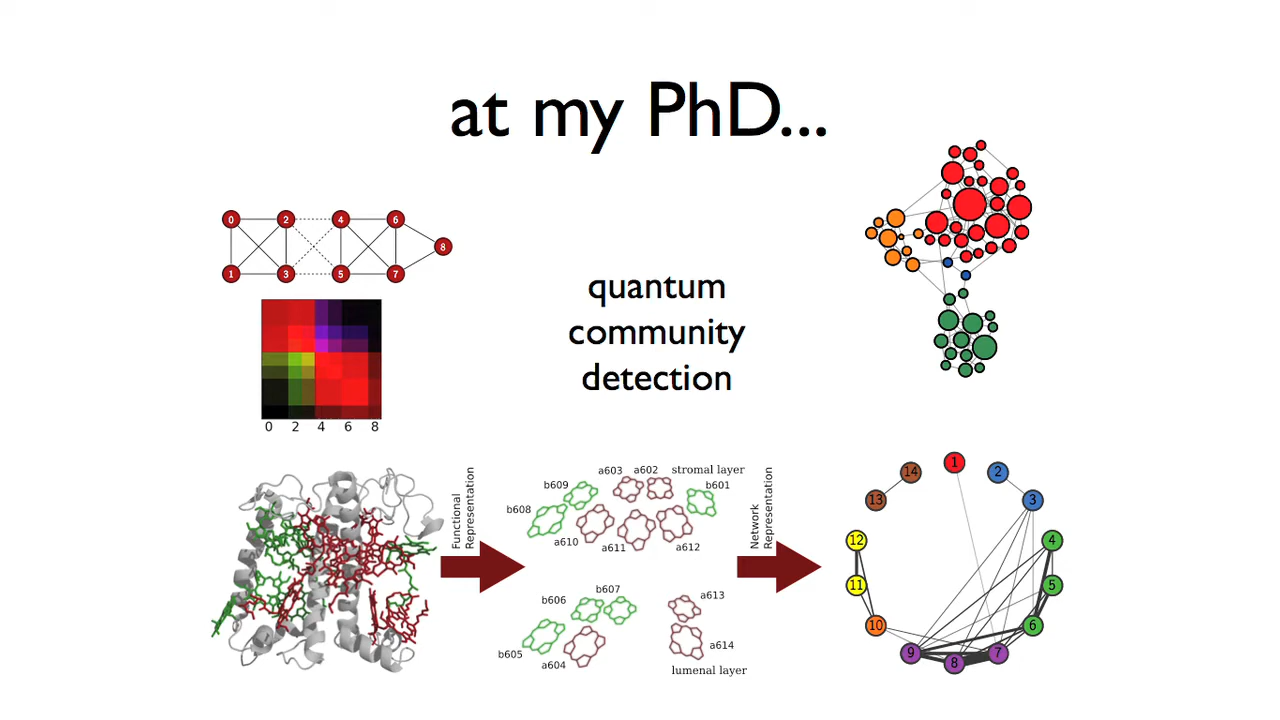 at my PhD...
0 2 4 6
8
1 3 5 7
0 2 4 6 8
quantum
community
detection
Functional
Representation
a603 a602 stromal layer
b609 b601
b608
a610 a611 a612
b607
b606 a613
b605 a604 a614
lumenal layer
Network
Representation
1
14 2
13 3
12 4
11 5
10 6
9 8 7